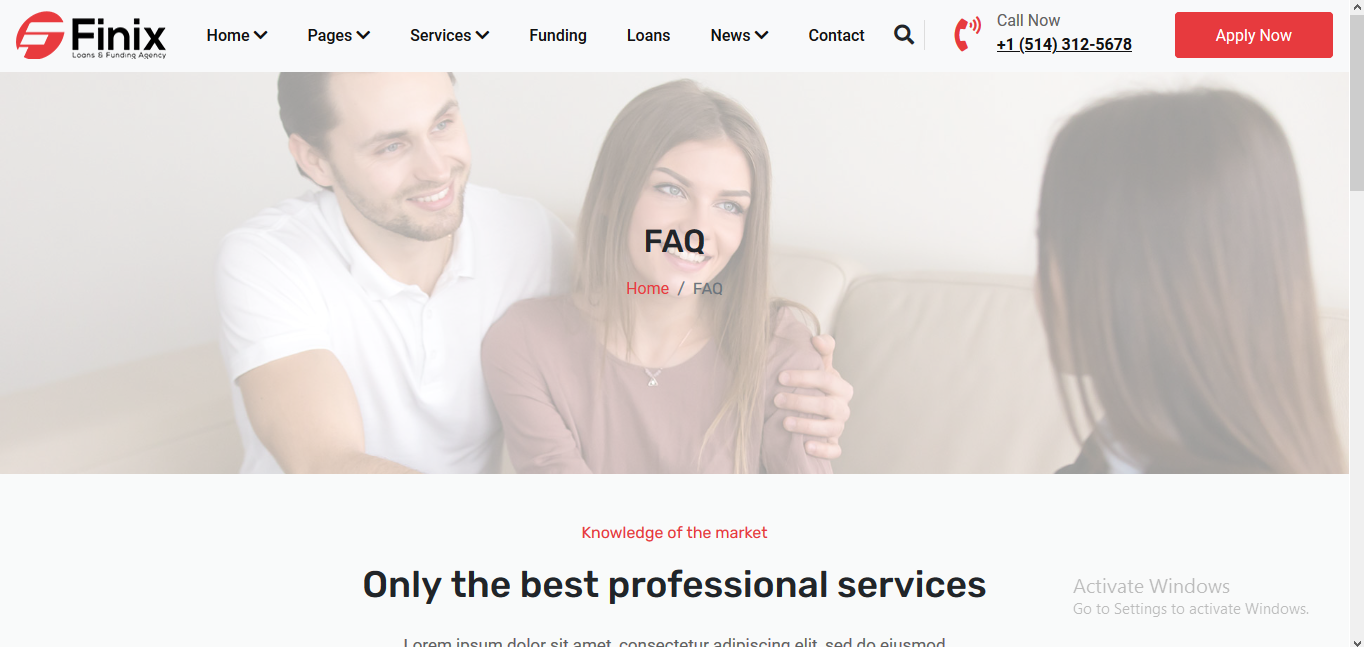 Finix
Loans & Funding Agency
Home Pages Services Funding Loans News Contact
Call Now
+1 (514) 312-5678
Apply Now
FAQ
Home / FAQ
Knowledge of the market
Only the best professional services
Lorem ipsum dolor sit amet, consectetur adipiscing elit, sed do eiusmod
Activate Windows
Go to Settings to activate Windows.